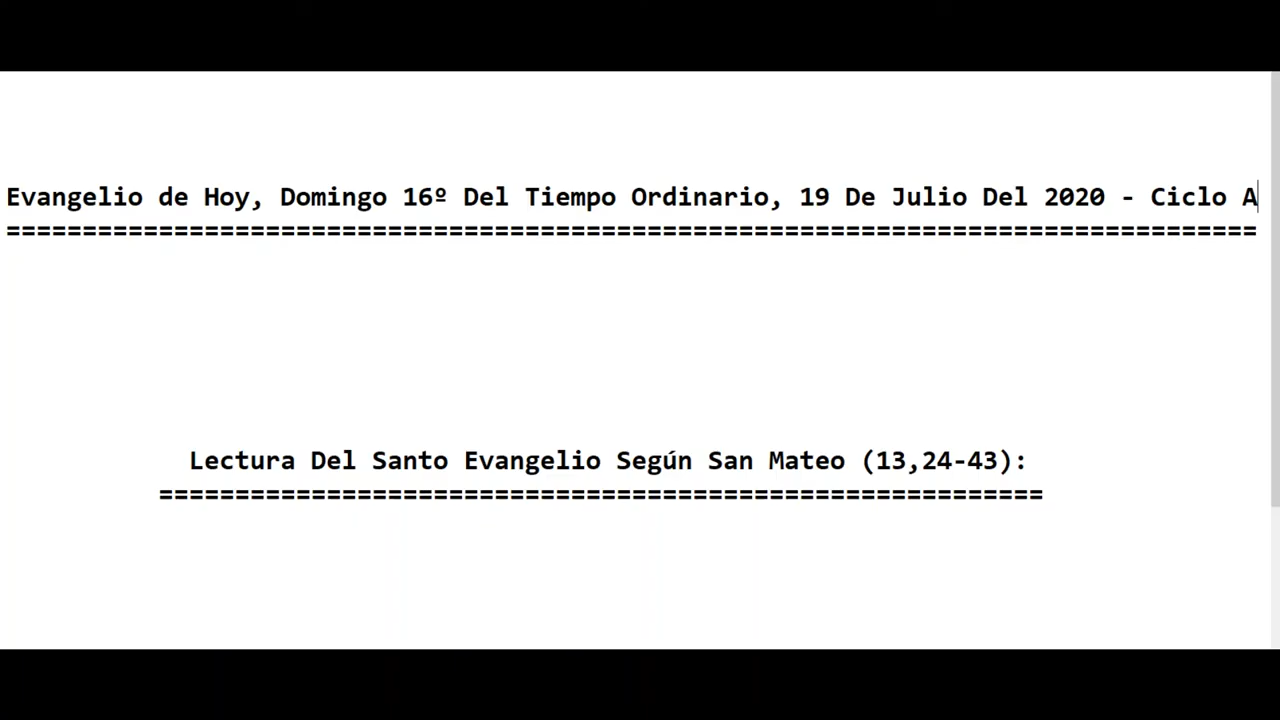 Evangelio de Hoy, Domingo 16º Del Tiempo Ordinario, 19 De Julio Del 2020 - Ciclo A
==================================================================================
Lectura Del Santo Evangelio Según San Mateo (13,24-43):
==========================================================